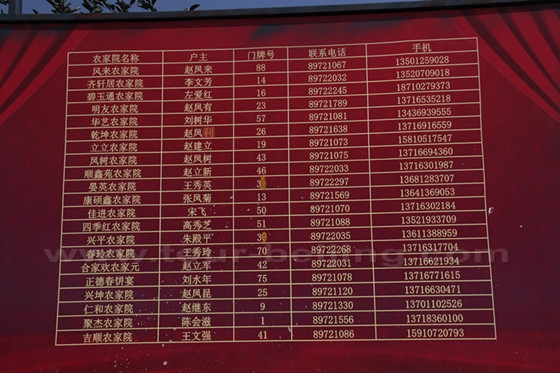 农家院名称 户主 门牌号 联系电话 手机
风来农家院 赵凤来 88 89721067 13501259028
齐轩居农家院 李文芳 14 89722032 13520709018
碧玉通农家院 左爱红 16 89722245 18710279373
明友农家院 赵凤有 23 89721789 13716535218
华艺农家院 刘树华 57 89721081 13436939555
乾坤农家院 赵凤利 26 89721638 13716916559
立立农家院 赵建立 19 89721073 15810517547
凤树农家院 赵凤树 43 89721075 13716694360
顺鑫苑农家院 赵立新 46 89722033 13716301987
晏英农家院 王秀英 89722297 13681283707
康硕鑫农家院 张凤菊 13 89721569 13641369053
佳进农家院 宋飞 50 89721070 13716302184
四季红农家院 高秀芝 51 89721088 13521933709
兴平农家院 朱殿平 89722035 13611388959
春玲农家院 王秀玲 70 89722268 13716317704
合家欢农家元 赵立军 42 89722031 13716621934
正德春饼宴 刘水年 75 89721078 13716771615
兴坤农家院 赵凤昆 25 89721120 13716630471
仁和农家院 赵继东 9 89721330 13701102526
聚杰农家院 陈会滋 1 89721556 13718360100
吉顺农家院 王文强 41 89721086 15910720793
www.tour-beijing.com